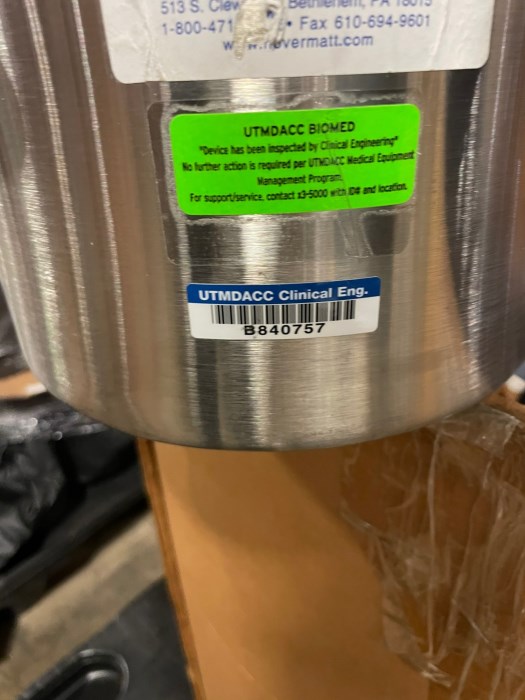 513 S. Clew Bethlehem, PA 18015
1-800-471 • Fax 610-694-9601
www.novermatt.com
UTMDACC BIOMED
"Device has been inspected by Clinical Engineering"
No further action is required per UTMDACC Medical Equipment
Management Program.
For support/service, contact x3-5000 with ID# and location.
UTMDACC Clinical Eng.
B840757